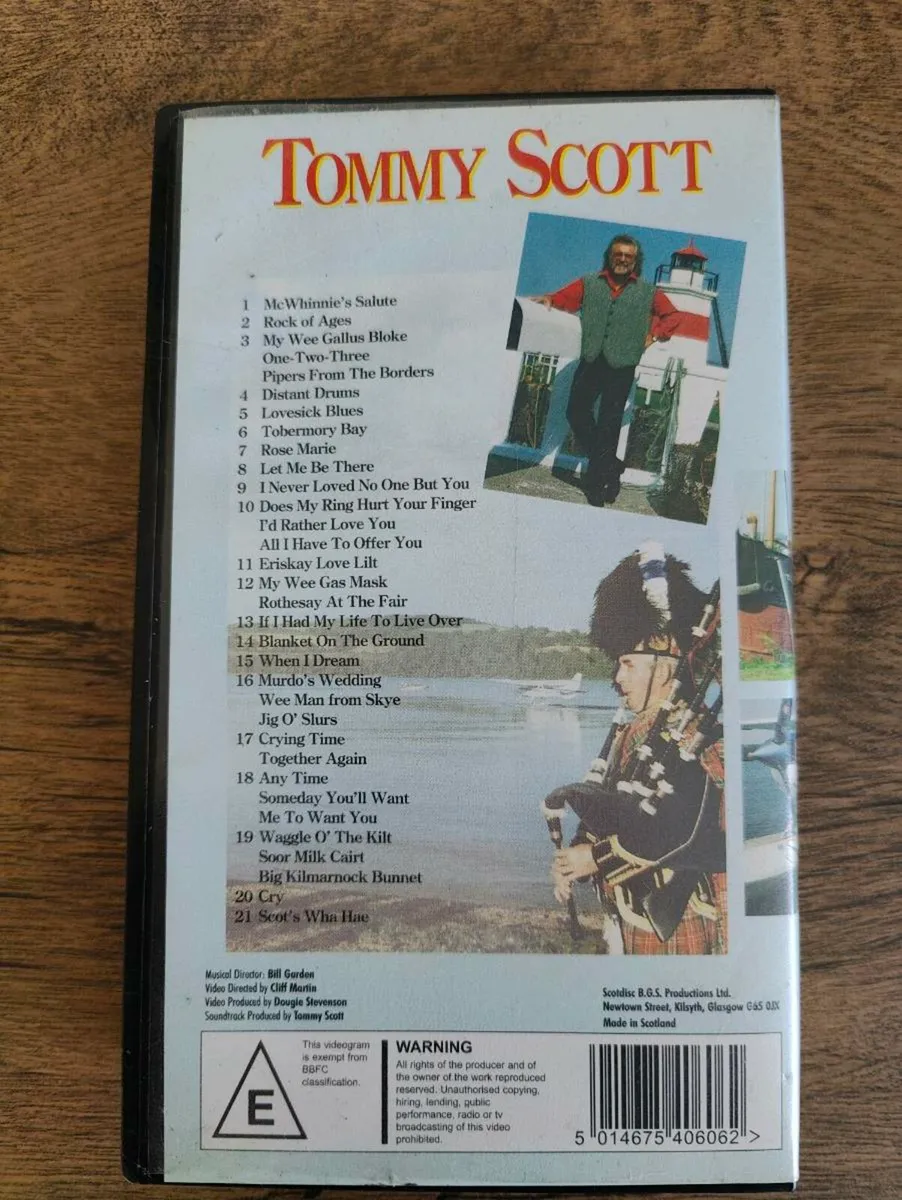 TOMMY SCOTT
1 McWhinnie's Salute
2 Rock of Ages
3 My Wee Gallus Bloke
One-Two-Three
Pipers From The Borders
4 Distant Drums
5 Lovesick Blues
6 Tobermory Bay
7 Rose Marie
8 Let Me Be There
9 I Never Loved No One But You
10 Does My Ring Hurt Your Finger
I'd Rather Love You
All I Have To Offer You
11 Eriskay Love Lilt
12 My Wee Gas Mask
Rothesay At The Fair
13 If I Had My Life To Live Over
14 Blanket On The Ground
15 When I Dream
16 Murdo's Wedding
Wee Man from Skye
Jig O' Slurs
17 Crying Time
Together Again
18 Any Time
Someday You'll Want
Me To Want You
19 Waggle O' The Kilt
Soor Milk Cairt
Big Kilmarnock Bunnet
20 Cry
21 Scot's Wha Hae
Musical Director: Bill Garden
Video Directed by Cliff Martin
Video Produced by Dougie Stevenson
Soundtrack Produced by Tommy Scott
Scotdisc B.G.S. Productions Ltd.
Newtown Street, Kilsyth, Glasgow G65 0JX
Made in Scotland
E
This videogram
is exempt from
BBFC
classification.
WARNING
All rights of the producer and of
the owner of the work reproduced
reserved. Unauthorised copying,
hiring, lending, public
performance, radio or tv
broadcasting of this video
prohibited.
5 014675 406062 >